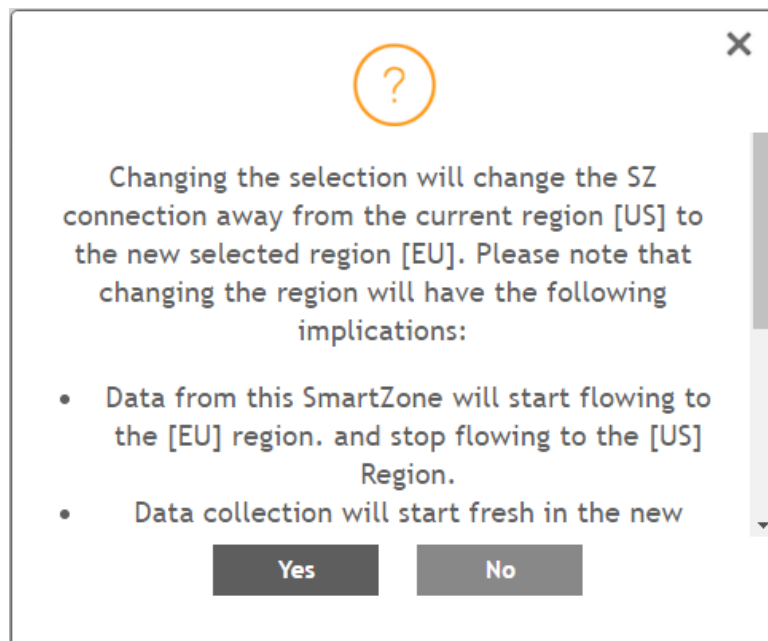 ?
Changing the selection will change the SZ
connection away from the current region [US] to
the new selected region [EU]. Please note that
changing the region will have the following
implications:
• Data from this SmartZone will start flowing to
the [EU] region. and stop flowing to the [US]
Region.
• Data collection will start fresh in the new
Yes No